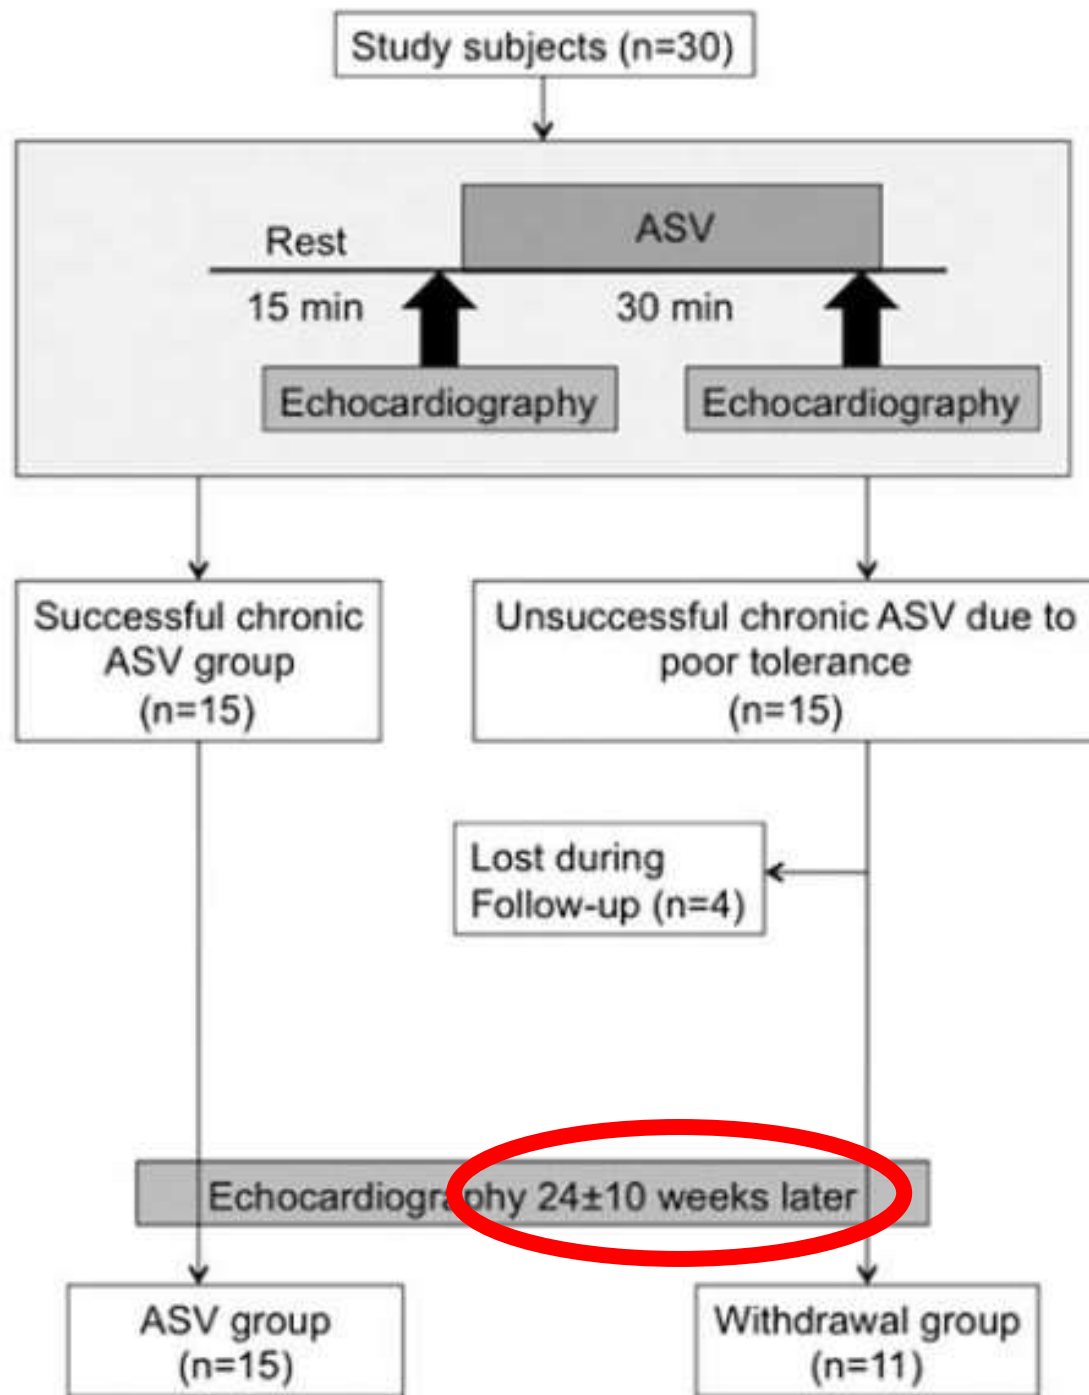 Study subjects (n=30)
ASV
Rest
15 min
30 min
Echocardiography
Echocardiography
Successful chronic
ASV group
(n=15)
Unsuccessful chronic ASV due to
poor tolerance
(n=15)
Lost during
Follow-up (n=4)
Echocardiography 24±10 weeks later
ASV group
(n=15)
Withdrawal group
(n=11)